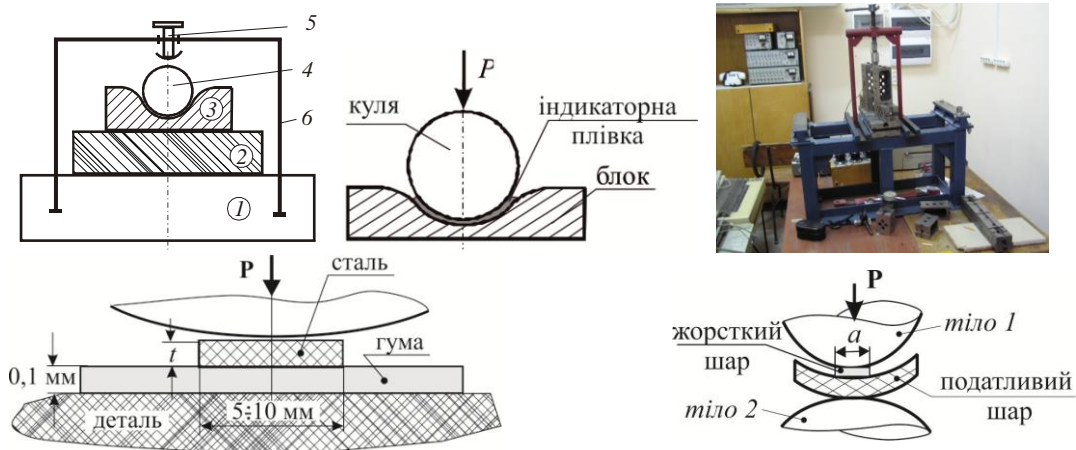 5
4
3
6
2
1
P
куля
індикаторна
плівка
блок
P
сталь
t
гума
0,1 мм
5÷10 мм
деталь
P
жорсткий
шар
a
тіло 1
податливий
шар
тіло 2